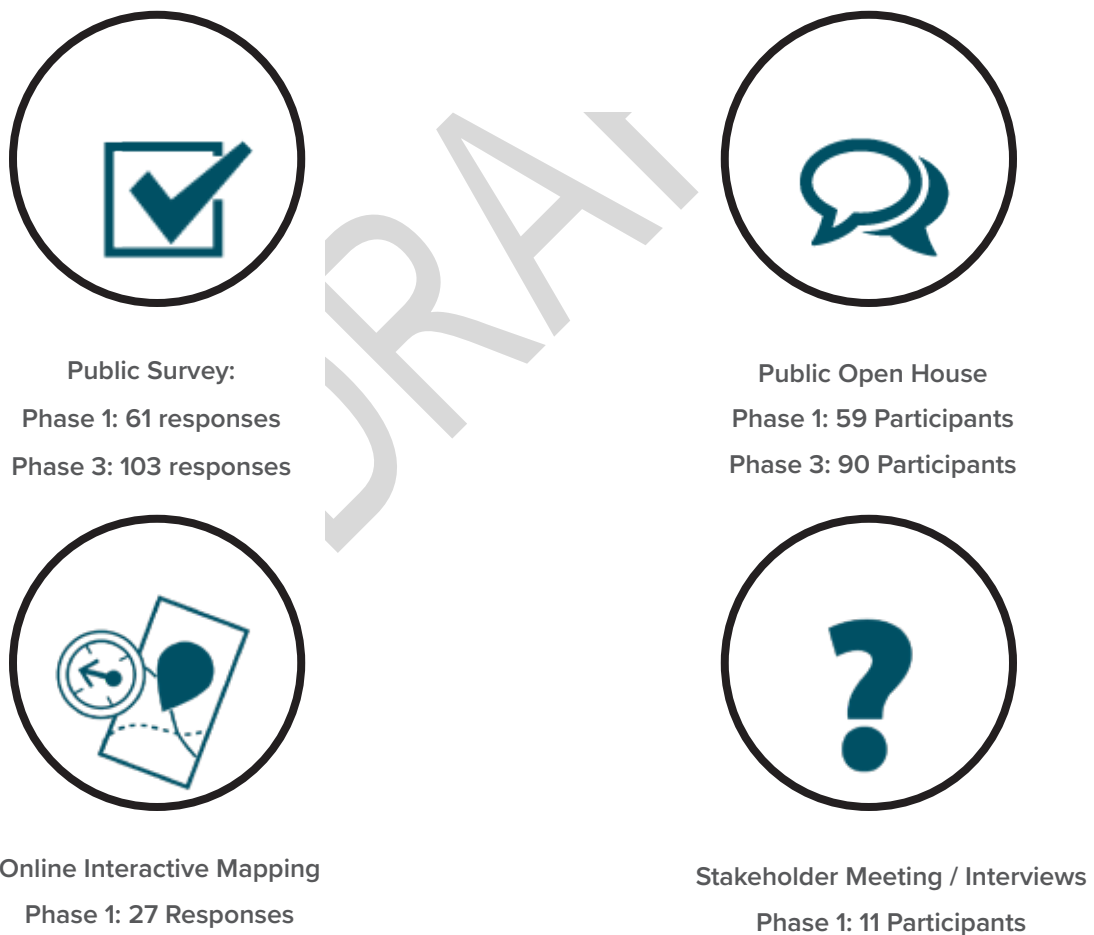 Public Survey:
Phase 1: 61 responses
Phase 3: 103 responses
Public Open House
Phase 1: 59 Participants
Phase 3: 90 Participants
Online Interactive Mapping
Phase 1: 27 Responses
Stakeholder Meeting / Interviews
Phase 1: 11 Participants